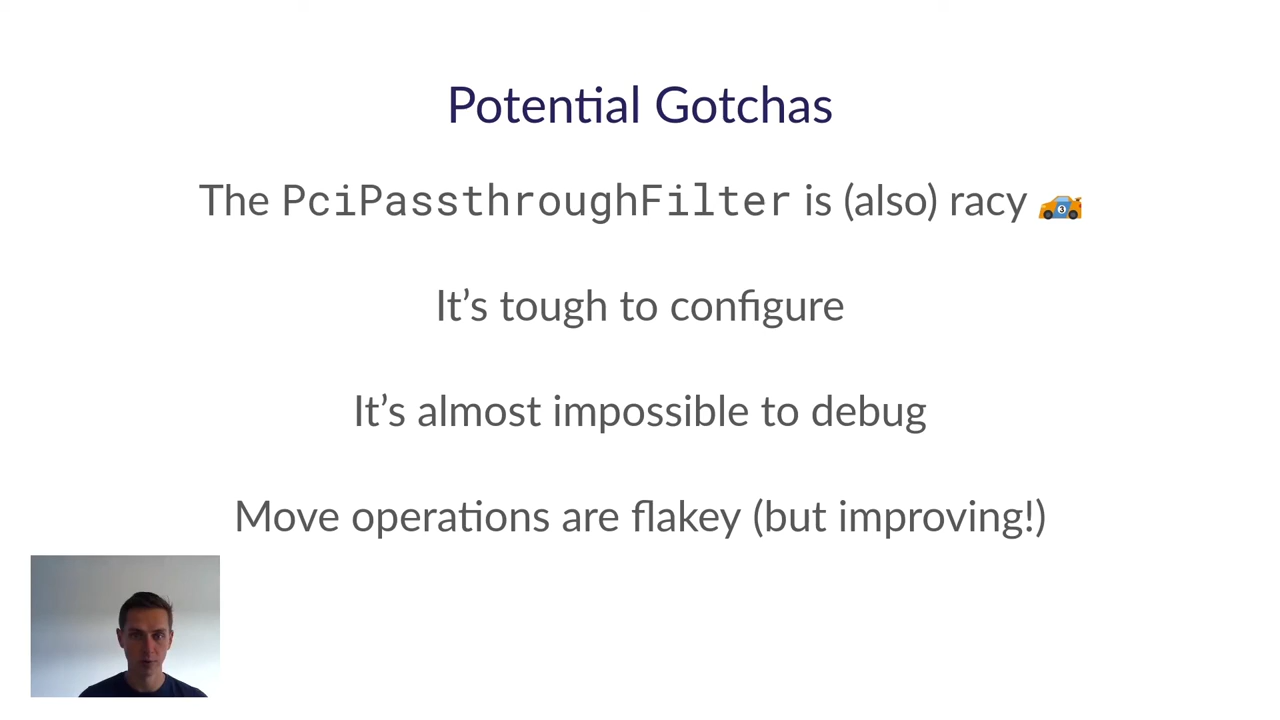 Potential Gotchas
The PciPassthroughFilter is (also) racy
It’s tough to configure
It’s almost impossible to debug
Move operations are flakey (but improving!)